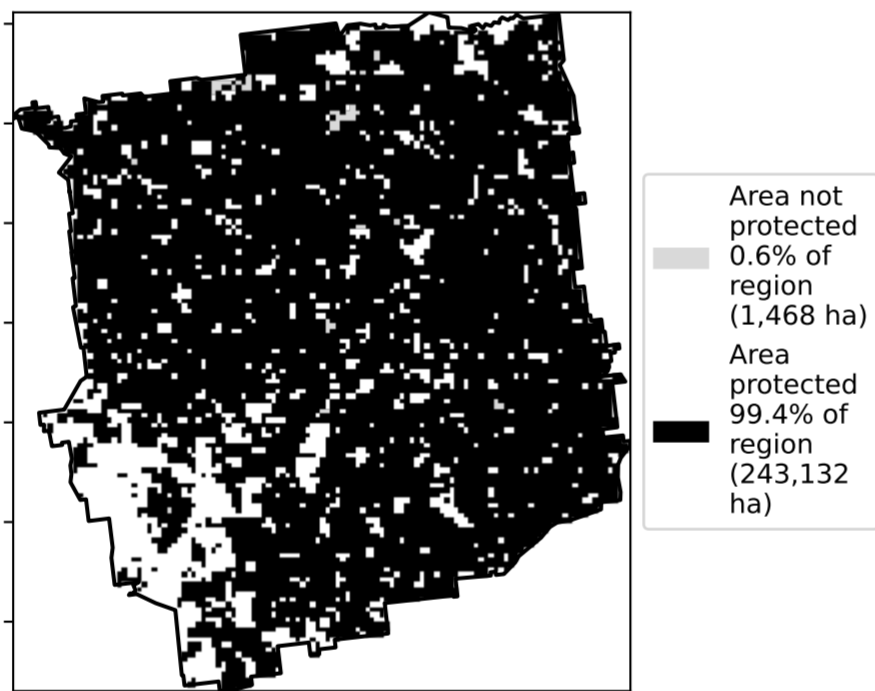 Area not
protected
0.6% of
region
(1,468 ha)
Area
protected
99.4% of
region
(243,132
ha)